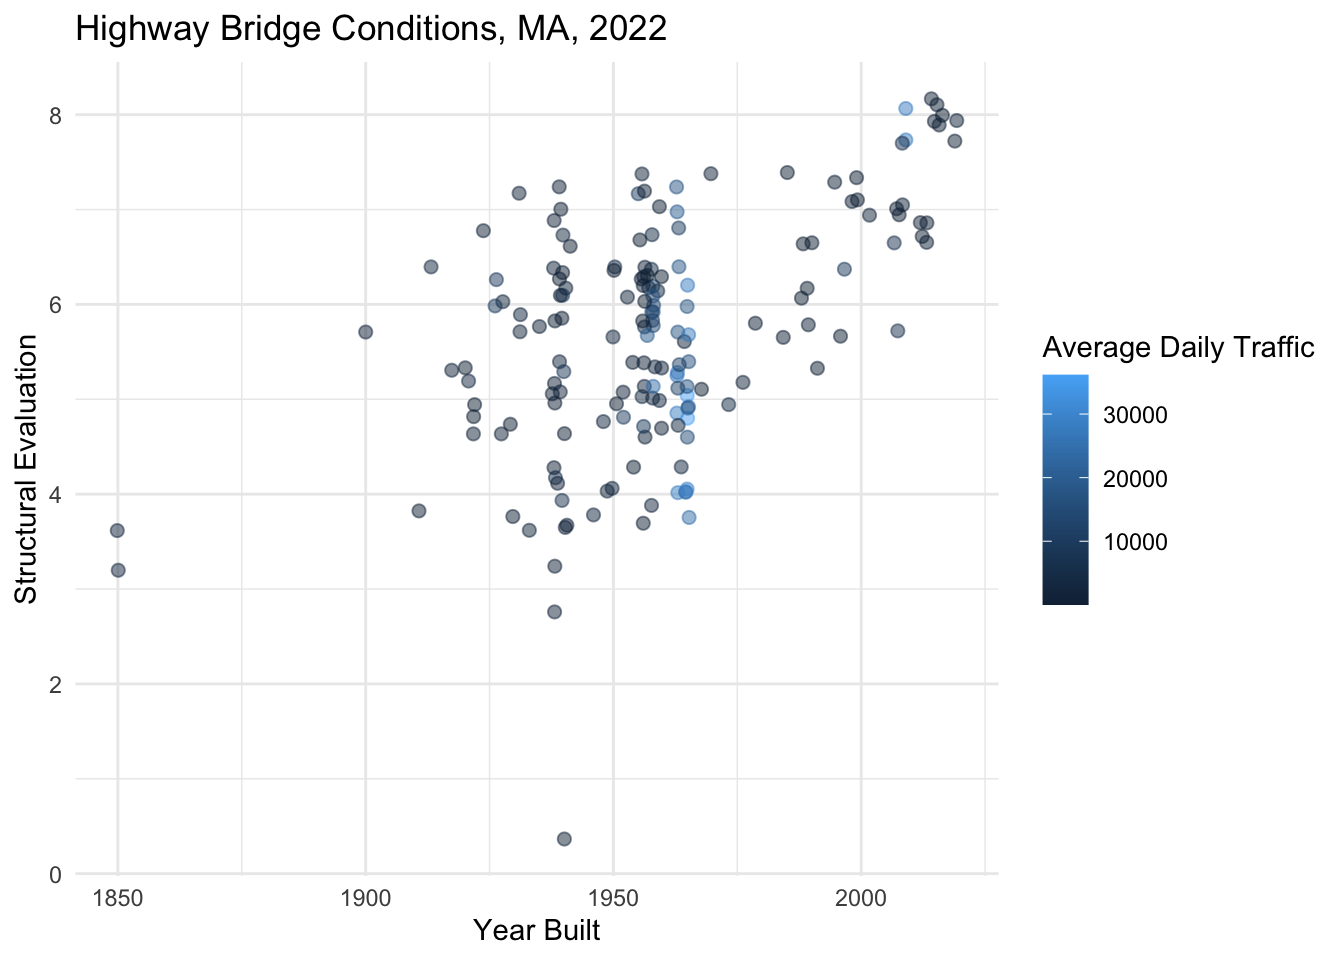 Highway Bridge Conditions, MA, 2022
8
6
4
2
0
Structural Evaluation
1850 1900 1950 2000
Year Built
Average Daily Traffic
30000
20000
10000